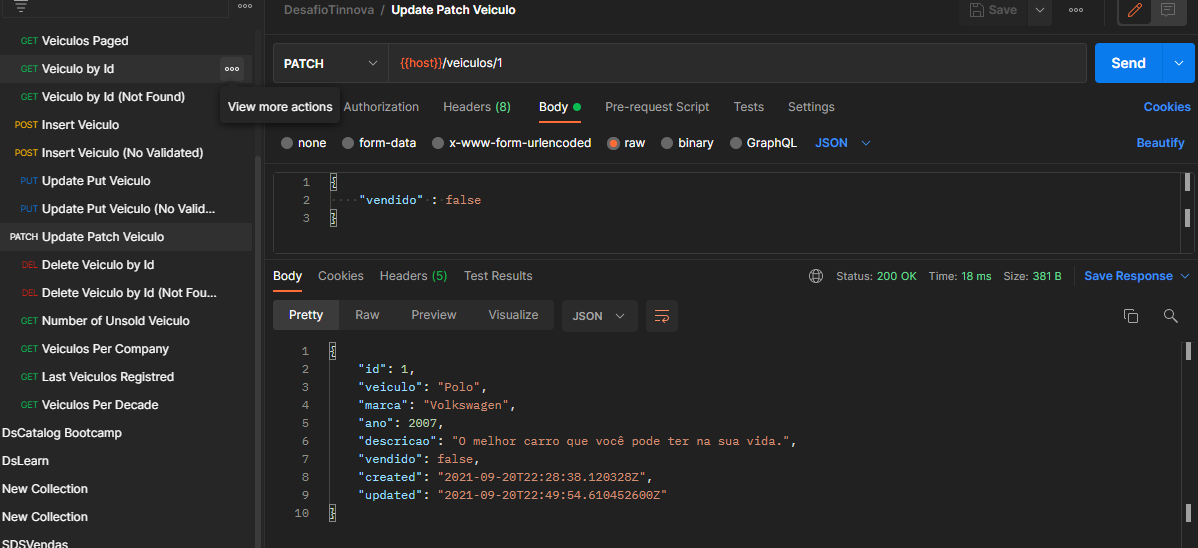 DesafioTinnova / Update Patch Veiculo
Save
GET Veiculos Paged
GET Veiculo by Id
GET Veiculo by Id (Not Found)
View more actions
POST Insert Veiculo
POST Insert Veiculo (No Validated)
PUT Update Put Veiculo
PUT Update Put Veiculo (No Valid...
PATCH Update Patch Veiculo
DEL Delete Veiculo by Id
DEL Delete Veiculo by Id (Not Fou...
GET Number of Unsold Veiculo
GET Veiculos Per Company
GET Last Veiculos Registred
GET Veiculos Per Decade
DsCatalog Bootcamp
DsLearn
New Collection
New Collection
SDSVendas
PATCH {{host}}/veiculos/1 Send
Authorization Headers (8) Body Pre-request Script Tests Settings Cookies
none form-data x-www-form-urlencoded raw binary GraphQL JSON Beautify
1 {
2 "vendido" : false
3 }
Body Cookies Headers (5) Test Results Status: 200 OK Time: 18 ms Size: 381 B Save Response
Pretty Raw Preview Visualize JSON
1 {
2 "id": 1,
3 "veiculo": "Polo",
4 "marca": "Volkswagen",
5 "ano": 2007,
6 "descricao": "O melhor carro que você pode ter na sua vida.",
7 "vendido": false,
8 "created": "2021-09-20T22:28:38.120328Z",
9 "updated": "2021-09-20T22:49:54.610452600Z"
10 }